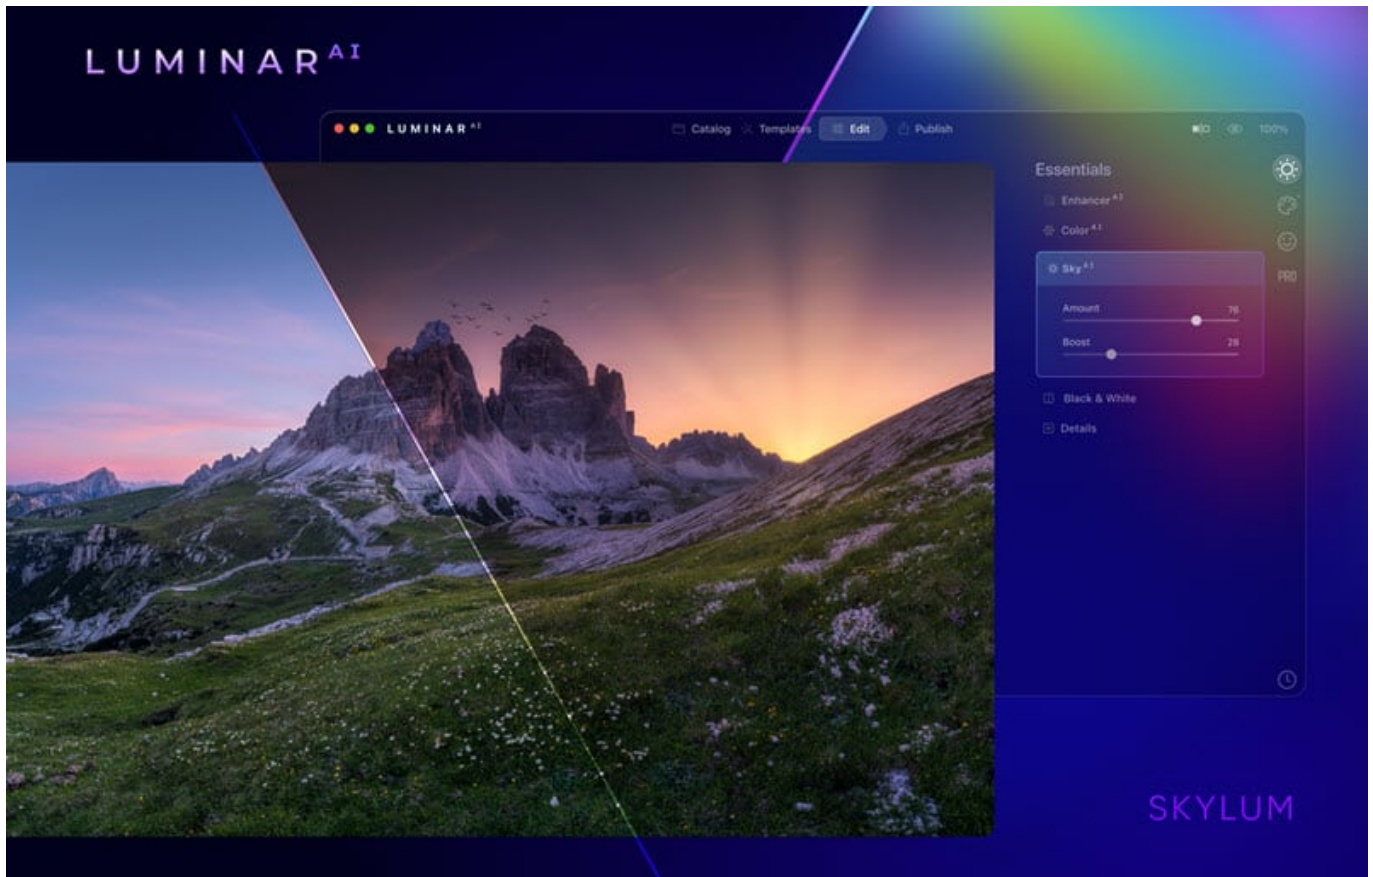 LUMINAR AI
LUMINAR AI
Catalog Templates Edit Publish
100%
Essentials
Enhancer AI
Color AI
Sky AI
Amount 76
Boost 28
Black & White
Details
PRO
SKYLUM